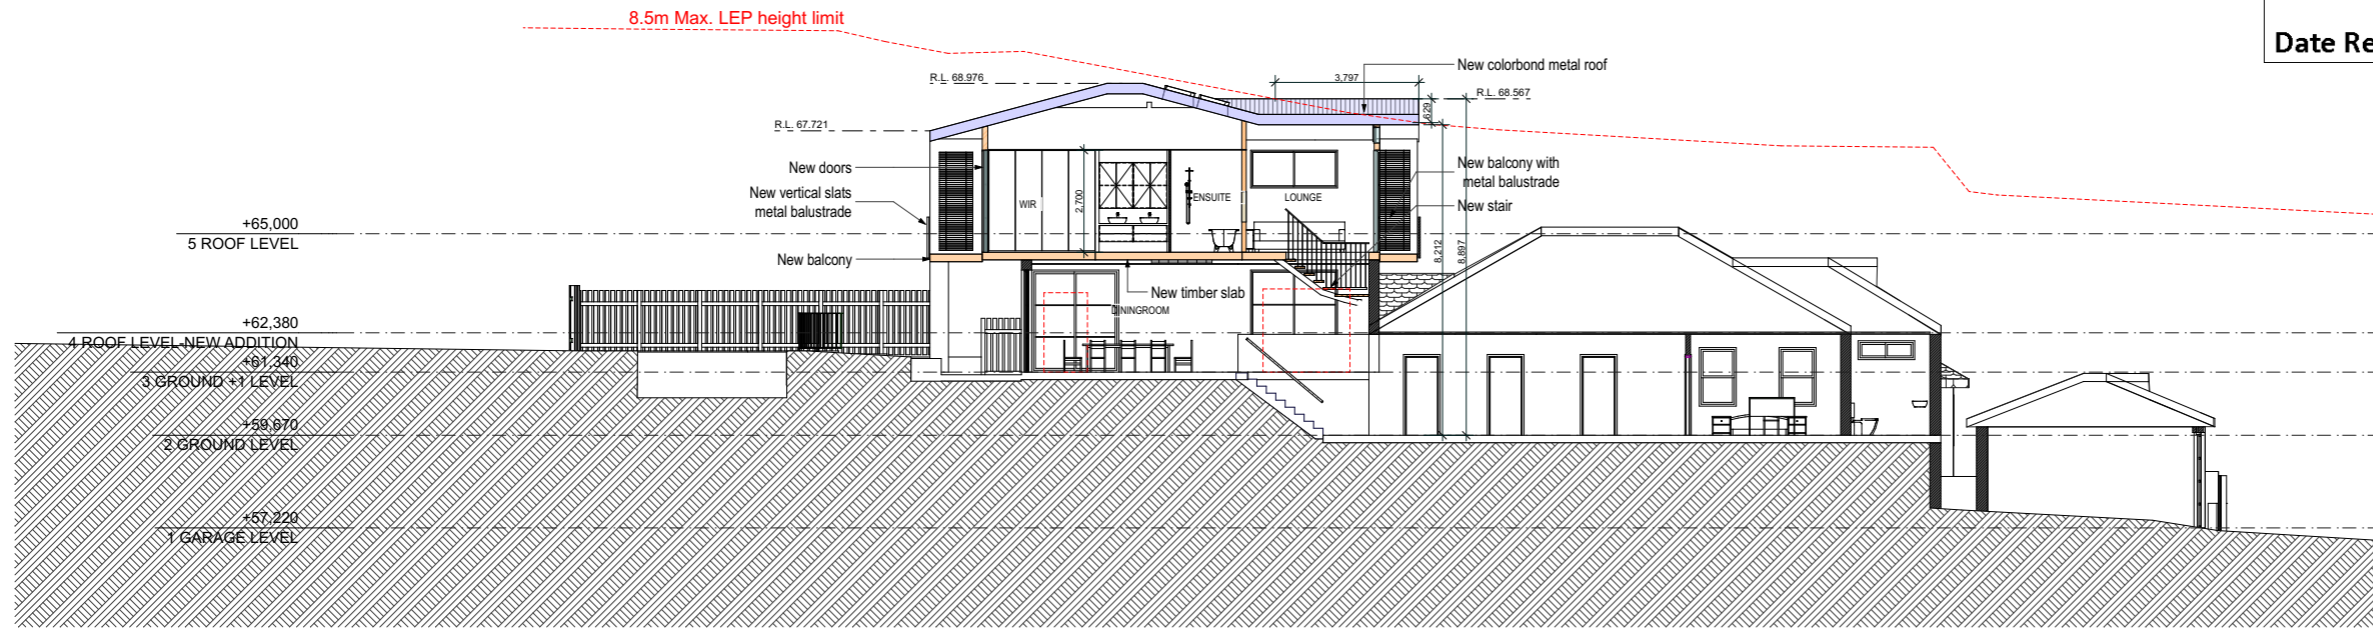 8.5m Max. LEP height limit
Date Re
New colorbond metal roof
3,797
R.L. 68.976
R.L. 68.567
629
R.L. 67.721
New doors
New balcony with
metal balustrade
New vertical slats
metal balustrade
WIR
2,700
ENSUITE
LOUNGE
New stair
+65,000
5 ROOF LEVEL
8,212
8,897
New balcony
New timber slab
DININGROOM
+62,380
4 ROOF LEVEL-NEW ADDITION
+61,340
3 GROUND +1 LEVEL
+59,670
2 GROUND LEVEL
+57,220
1 GARAGE LEVEL